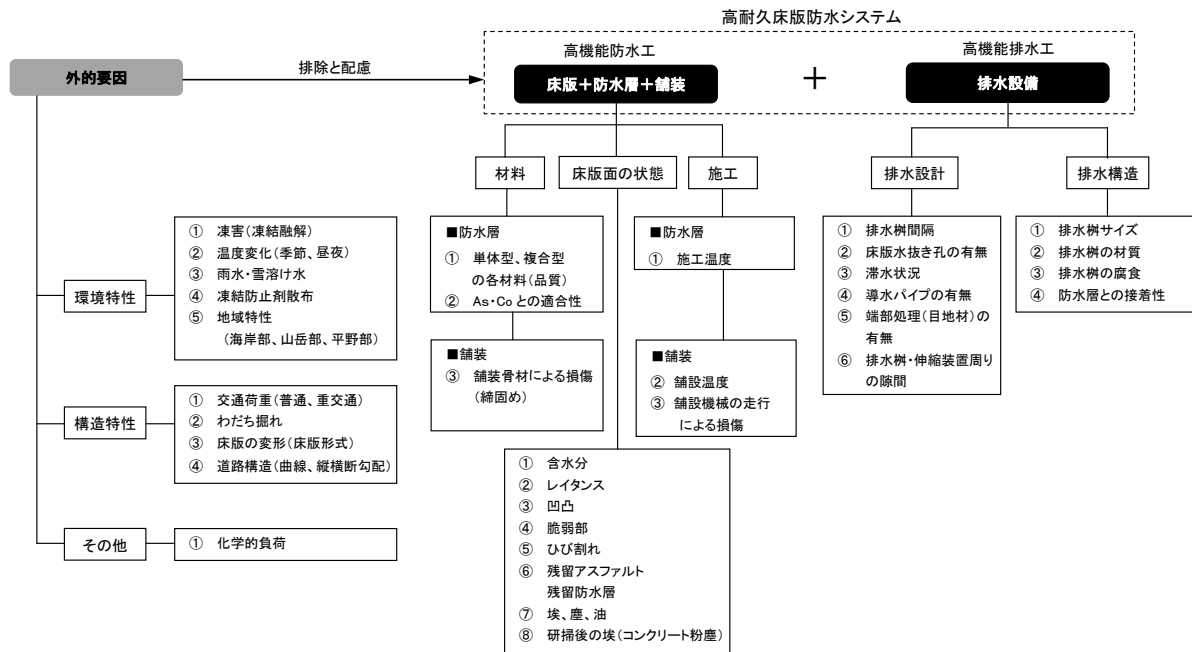 高耐久床版防水システム
高機能防水工
高機能排水工
外的要因
排除と配慮
床版＋防水層＋舗装
＋
排水設備
材料
床版面の状態
施工
排水設計
排水構造
環境特性
① 凍害（凍結融解）
② 温度変化（季節、昼夜）
③ 雨水・雪溶け水
④ 凍結防止剤散布
⑤ 地域特性
（海岸部、山岳部、平野部）
構造特性
① 交通荷重（普通、重交通）
② わだち掘れ
③ 床版の変形（床版形式）
④ 道路構造（曲線、縦横断勾配）
その他
① 化学的負荷
■防水層
① 単体型、複合型
の各材料（品質）
② As・Co との適合性
■舗装
③ 舗装骨材による損傷
（締固め）
① 含水分
② レイタンス
③ 凹凸
④ 脆弱部
⑤ ひび割れ
⑥ 残留アスファルト
残留防水層
⑦ 埃、塵、油
⑧ 研掃後の埃（コンクリート粉塵）
■防水層
① 施工温度
■舗装
② 舗設温度
③ 舗設機械の走行
による損傷
① 排水桝間隔
② 床版水抜き孔の有無
③ 滞水状況
④ 導水パイプの有無
⑤ 端部処理（目地材）の
有無
⑥ 排水桝・伸縮装置周り
の隙間
① 排水桝サイズ
② 排水桝の材質
③ 排水桝の腐食
④ 防水層との接着性